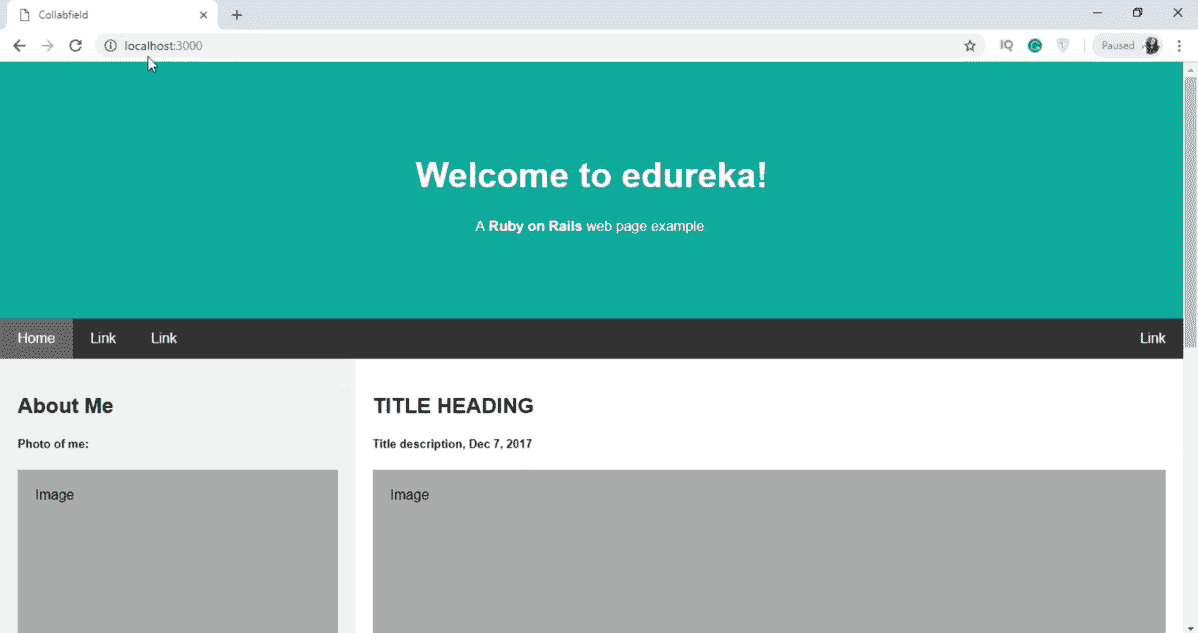 Collabfield
localhost:3000
IQ
Paused
Welcome to edureka!
A Ruby on Rails web page example
Home Link Link Link
About Me
Photo of me:
Image
TITLE HEADING
Title description, Dec 7, 2017
Image